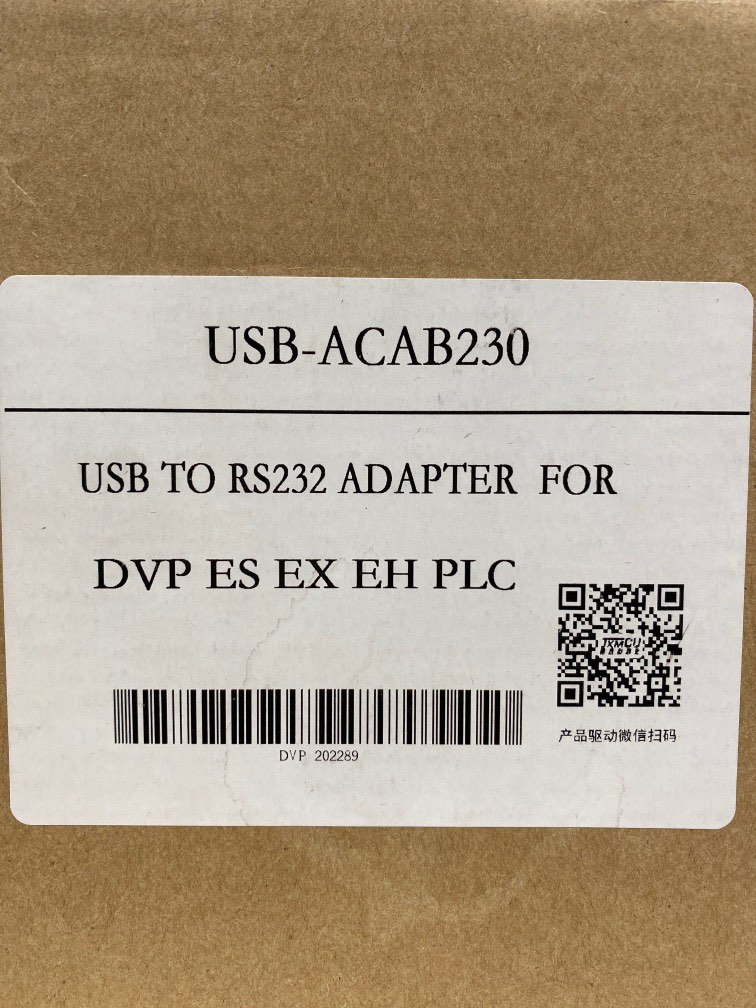 USB-ACAB230
USB TO RS232 ADAPTER FOR
DVP ES EX EH PLC
JXMCU
DVP 202289
产品驱动微信扫码